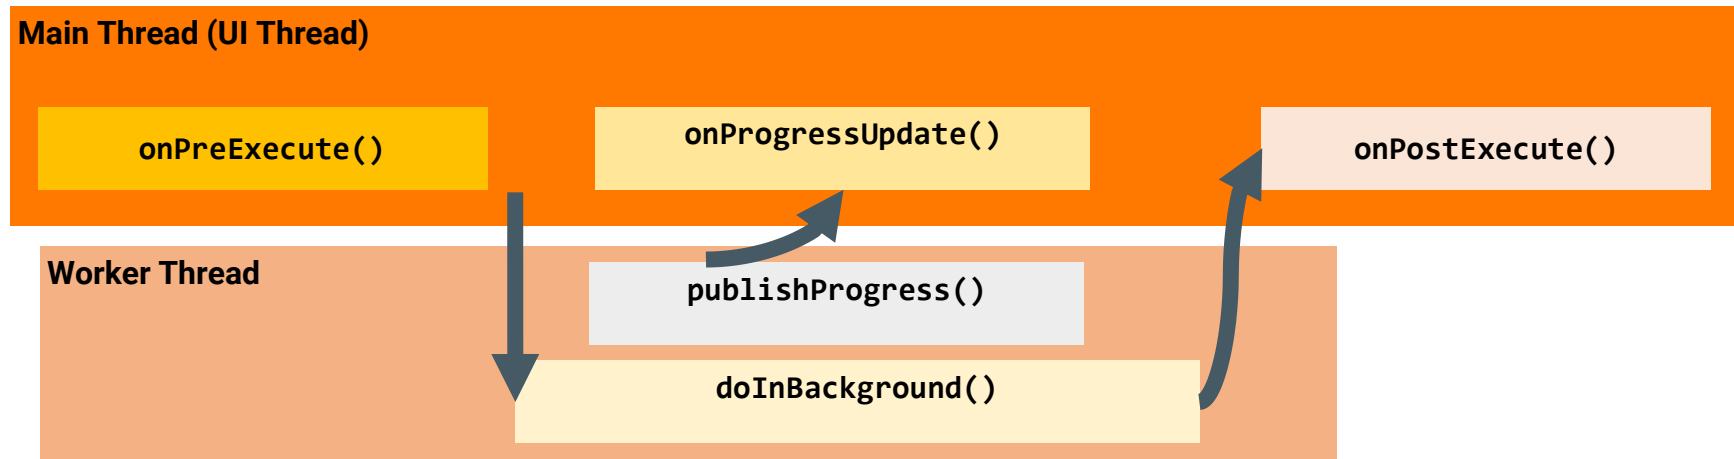 Main Thread (UI Thread)
onPreExecute()
onProgressUpdate()
onPostExecute()
Worker Thread
publishProgress()
doInBackground()